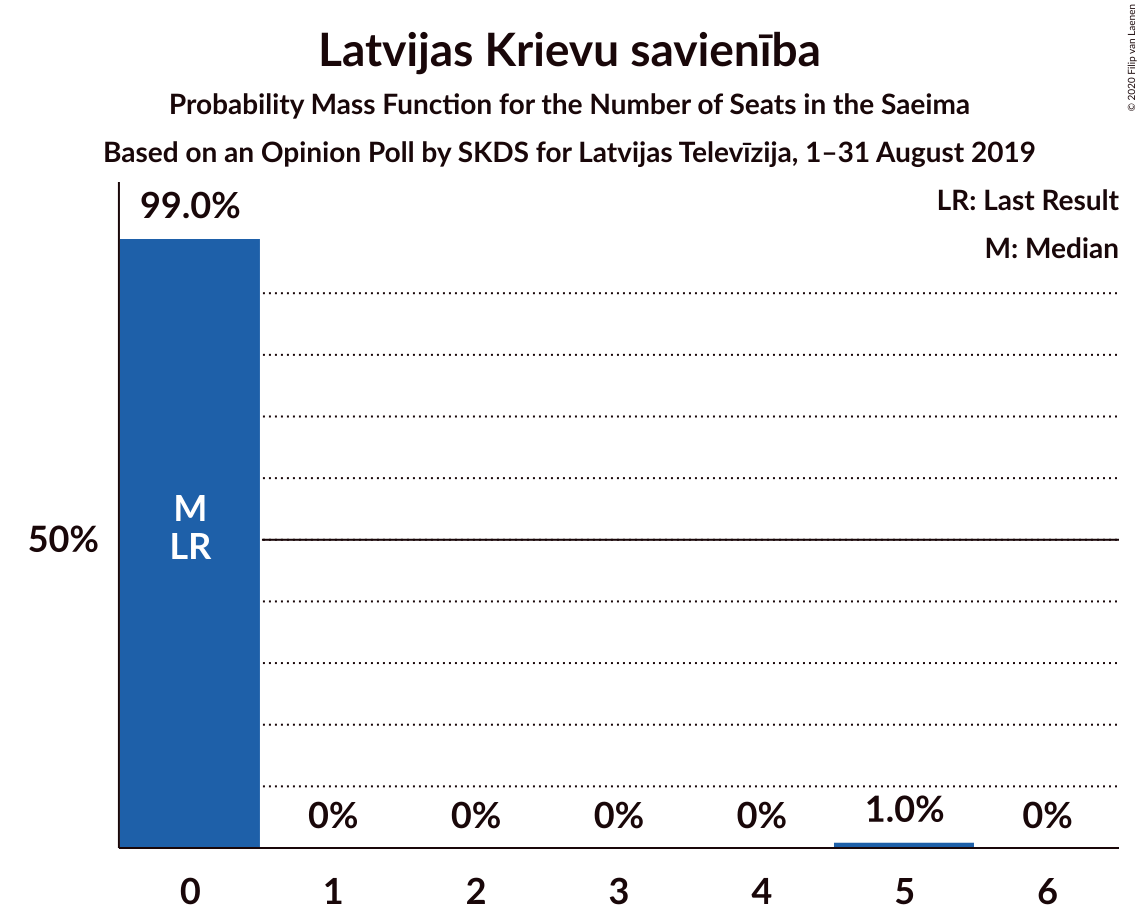 Latvijas Krievu savienība
Probability Mass Function for the Number of Seats in the Saeima
Based on an Opinion Poll by SKDS for Latvijas Televīzija, 1–31 August 2019
© 2020 Filip van Laenen
LR: Last Result
M: Median
99.0%
M
LR
50%
0% 0% 0% 0% 1.0% 0%
0 1 2 3 4 5 6